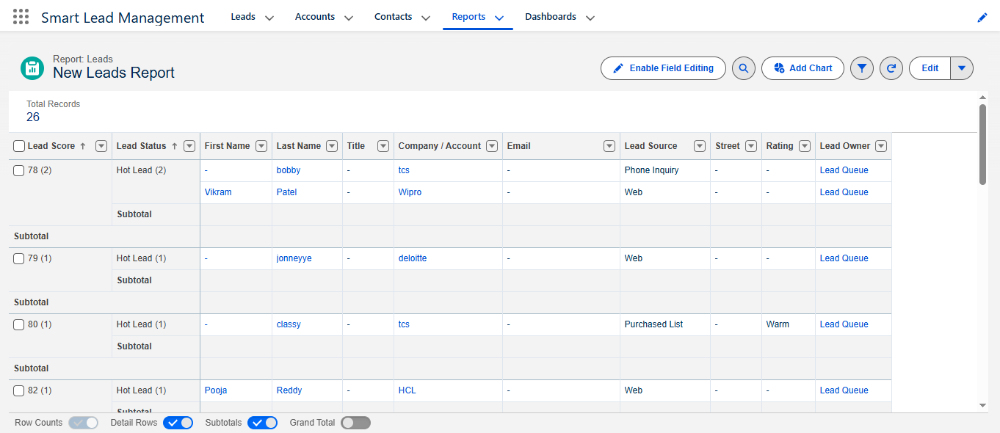 Smart Lead Management Leads Accounts Contacts Reports Dashboards
Report: Leads
New Leads Report
Enable Field Editing Add Chart Edit
Total Records
26
Lead Score ↑ Lead Status ↑ First Name Last Name Title Company / Account Email Lead Source Street Rating Lead Owner
78 (2) Hot Lead (2) - bobby - tcs - Phone Inquiry - - Lead Queue
Vikram Patel - Wipro - Web - - Lead Queue
Subtotal
Subtotal
79 (1) Hot Lead (1) - jonneyye - deloitte - Web - - Lead Queue
Subtotal
Subtotal
80 (1) Hot Lead (1) - classy - tcs - Purchased List - Warm Lead Queue
Subtotal
Subtotal
82 (1) Hot Lead (1) Pooja Reddy - HCL - Web - - Lead Queue
Subtotal
Row Counts Detail Rows Subtotals Grand Total